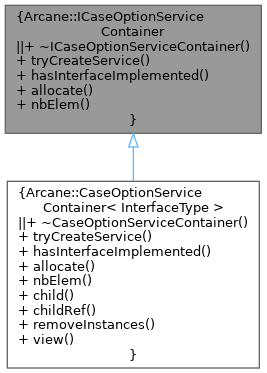 {Arcane::ICaseOptionService
Container
||+ ~ICaseOptionServiceContainer()
+ tryCreateService()
+ hasInterfaceImplemented()
+ allocate()
+ nbElem()
}
{Arcane::CaseOptionService
Container< InterfaceType >
||+ ~CaseOptionServiceContainer()
+ tryCreateService()
+ hasInterfaceImplemented()
+ allocate()
+ nbElem()
+ child()
+ childRef()
+ removeInstances()
+ view()
}